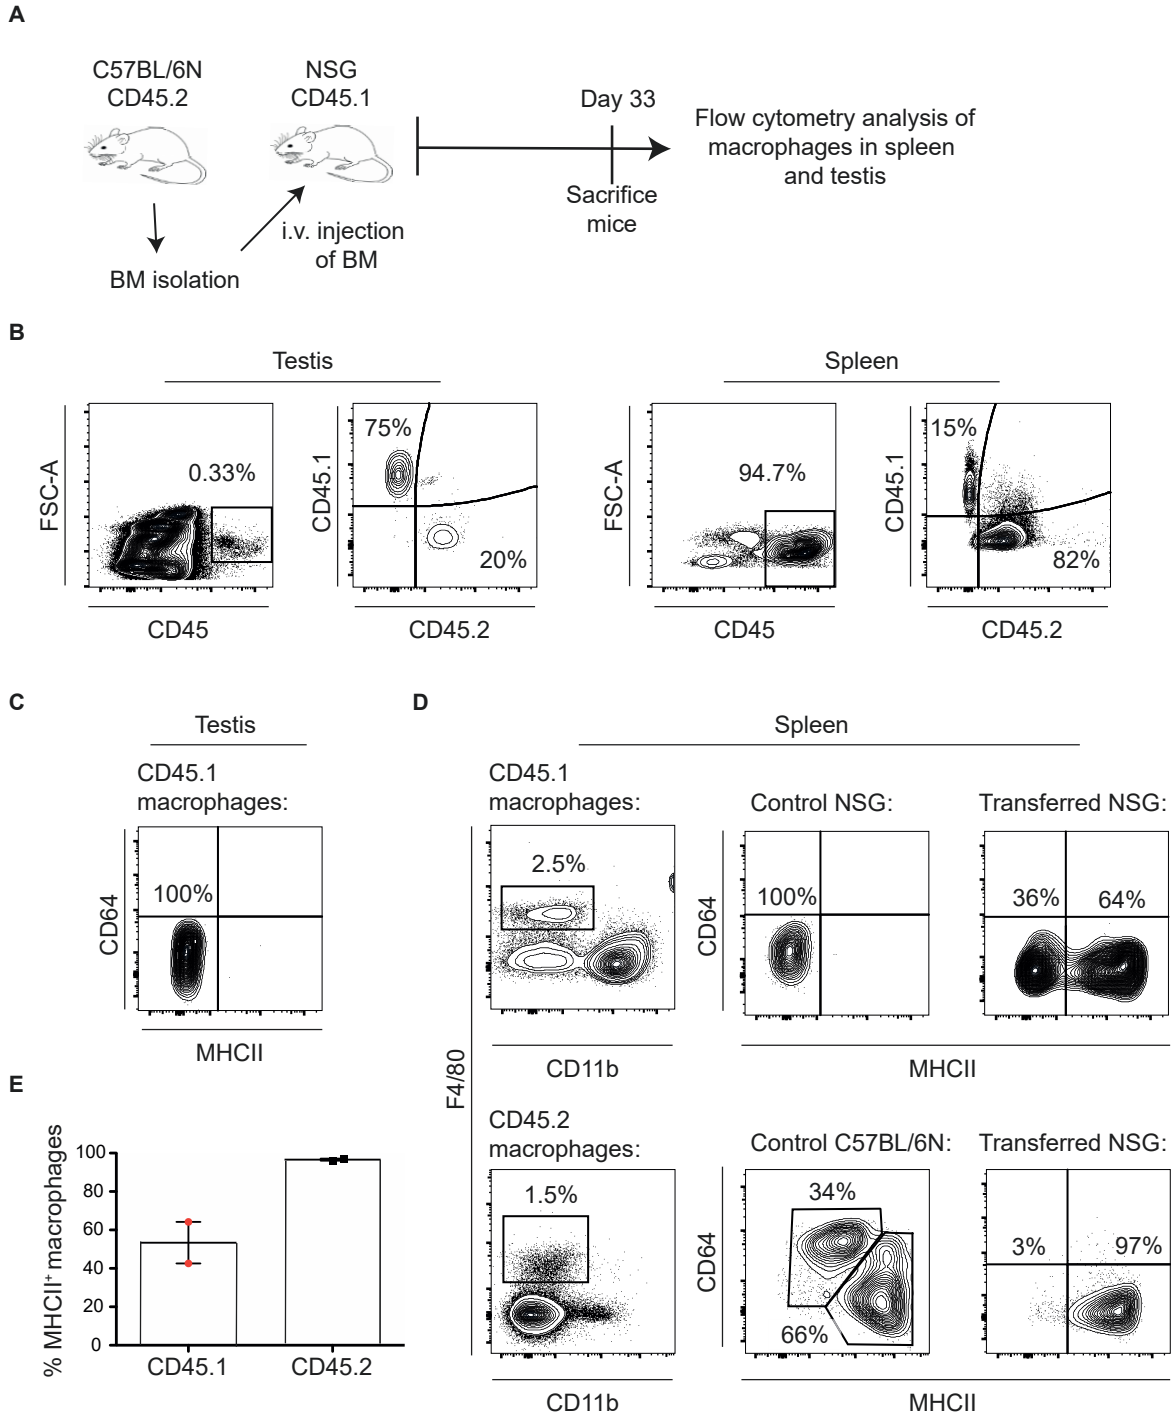 A
C57BL/6N
CD45.2
NSG
CD45.1
BM isolation
i.v. injection
of BM
Day 33
Sacrifice
mice
Flow cytometry analysis of
macrophages in spleen
and testis
B
Testis
Spleen
FSC-A
0.33%
CD45
CD45.1
75%
20%
CD45.2
FSC-A
94.7%
CD45
CD45.1
15%
82%
CD45.2
C
Testis
CD45.1
macrophages:
CD64
100%
MHCII
D
Spleen
CD45.1
macrophages:
2.5%
CD11b
Control NSG:
CD64
100%
Transferred NSG:
36%
64%
MHCII
F4/80
CD45.2
macrophages:
1.5%
CD11b
Control C57BL/6N:
CD64
34%
66%
Transferred NSG:
3%
97%
MHCII
E
% MHCII⁺ macrophages
100
80
60
40
20
0
CD45.1
CD45.2